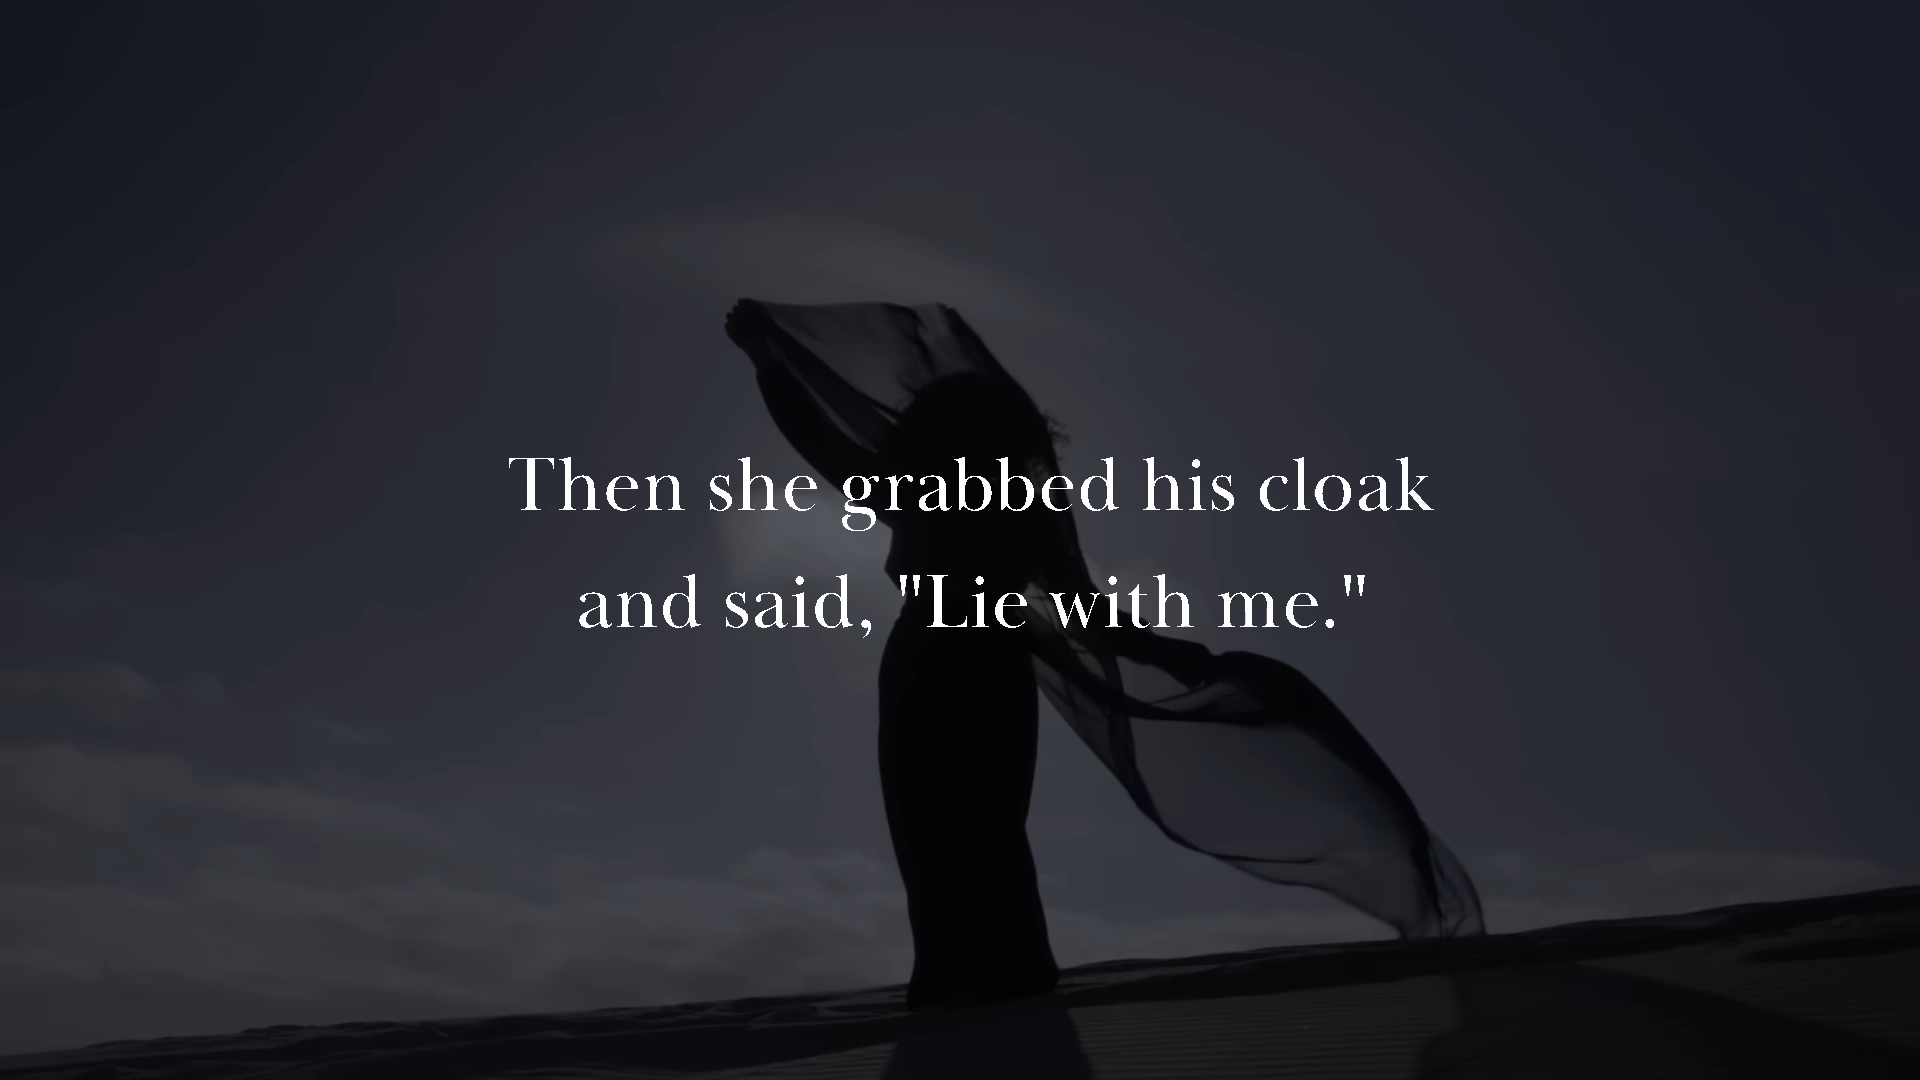 Then she grabbed his cloak
and said, "Lie with me."